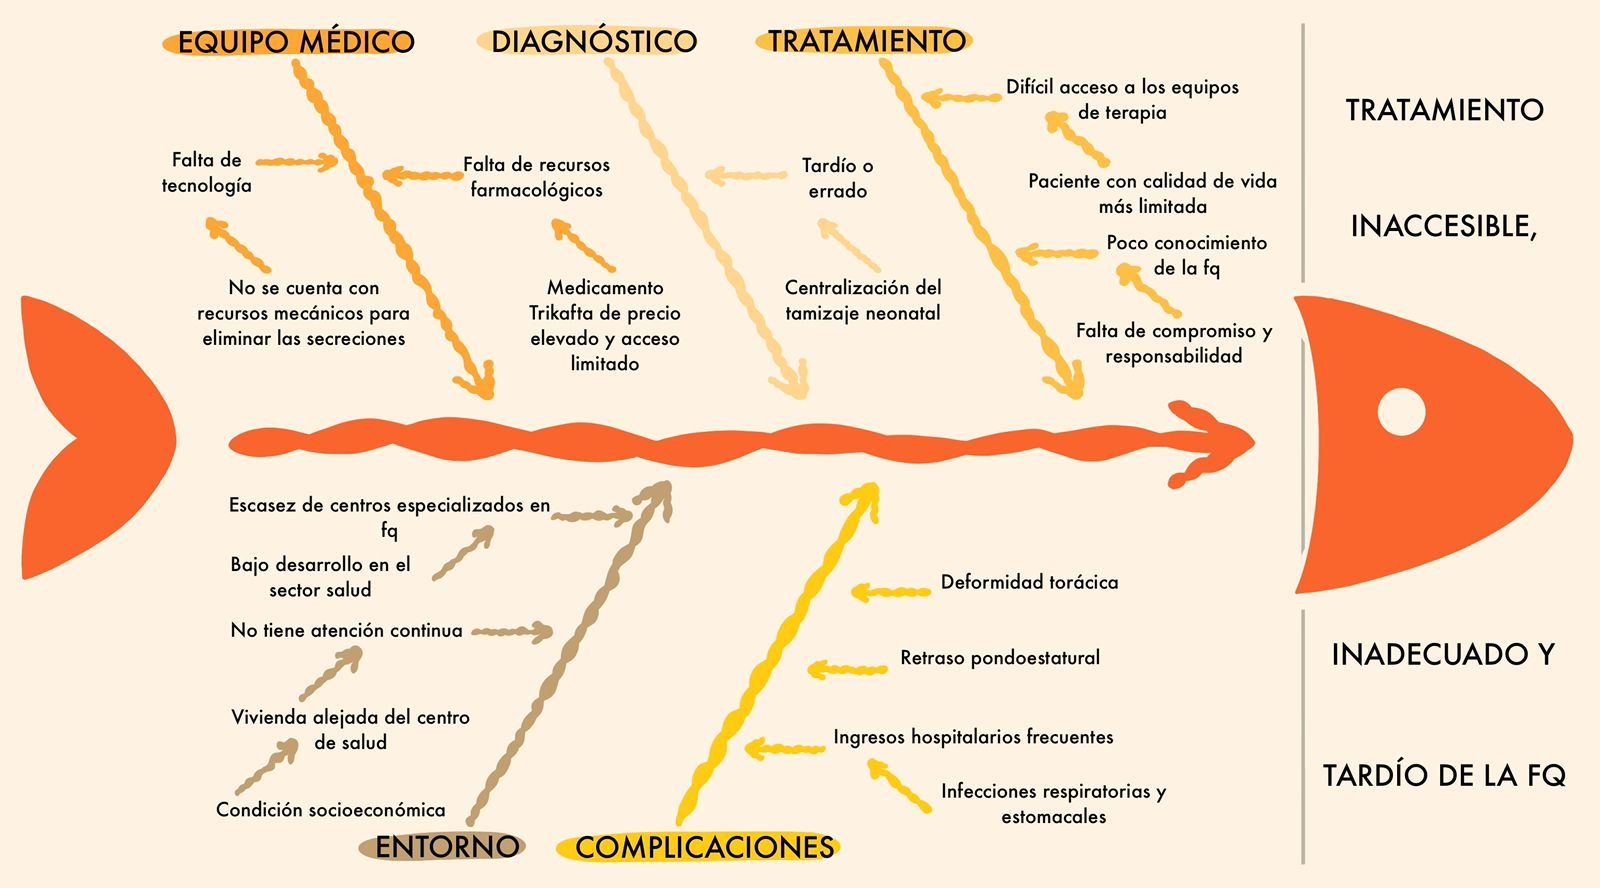 EQUIPO MÉDICO
Falta de
tecnología
No se cuenta con
recursos mecánicos para
eliminar las secreciones
Falta de recursos
farmacológicos
Medicamento
Trikafta de precio
elevado y acceso
limitado
DIAGNÓSTICO
Tardío o
errado
Centralización del
tamizaje neonatal
TRATAMIENTO
Difícil acceso a los equipos
de terapia
Paciente con calidad de vida
más limitada
Poco conocimiento
de la fq
Falta de compromiso y
responsabilidad
Escasez de centros especializados en
fq
Bajo desarrollo en el
sector salud
No tiene atención continua
Vivienda alejada del centro
de salud
Condición socioeconómica
ENTORNO
Deformidad torácica
Retraso pondoestatural
Ingresos hospitalarios frecuentes
Infecciones respiratorias y
estomacales
COMPLICACIONES
TRATAMIENTO
INACCESIBLE,
INADECUADO Y
TARDÍO DE LA FQ